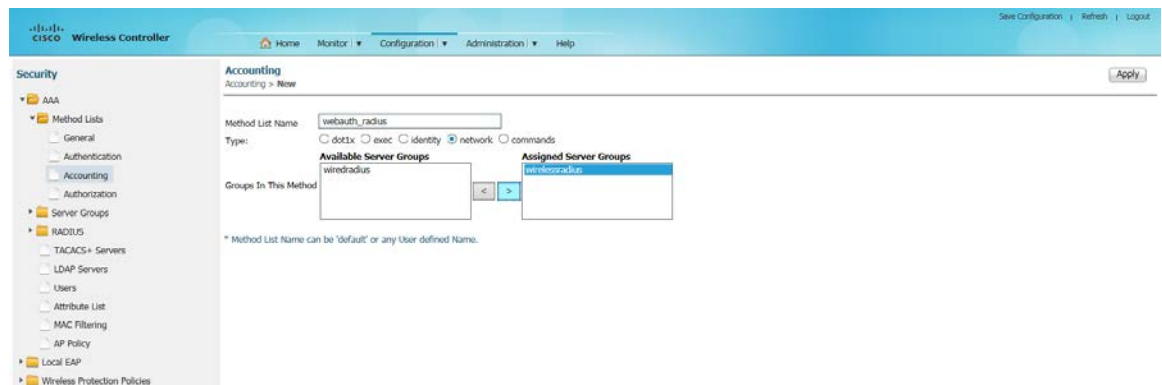 Save Configuration | Refresh | Logout
CISCO Wireless Controller
Home Monitor Configuration Administration Help
Security
AAA
Method Lists
General
Authentication
Accounting
Authorization
Server Groups
RADIUS
TACACS+ Servers
LDAP Servers
Users
Attribute List
MAC Filtering
AP Policy
Local EAP
Wireless Protection Policies
Accounting
Accounting > New
Apply
Method List Name webauth_radius
Type: dot1x exec identity network commands
Available Server Groups Assigned Server Groups
wiredradius wirelessradius
Groups In This Method < >
* Method List Name can be 'default' or any User defined Name.